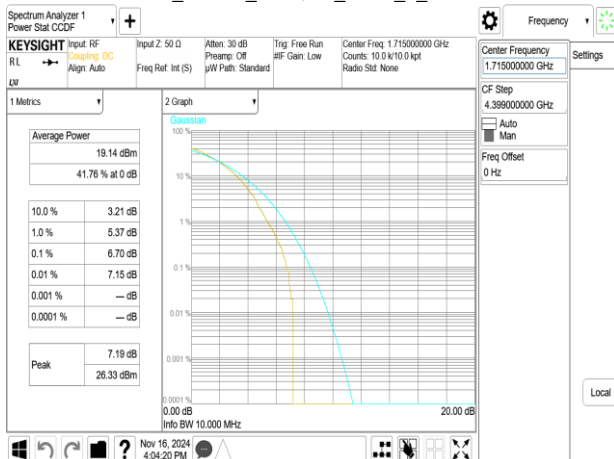 Spectrum Analyzer 1
Power Stat CCDF
Frequency
KEYSIGHT
RL
LXI
Input: RF
Coupling: DC
Align: Auto
Input Z: 50 Ω
Freq Ref: Int (S)
Atten: 30 dB
Preamp: Off
µW Path: Standard
Trig: Free Run
#IF Gain: Low
Center Freq: 1.715000000 GHz
Counts: 10.0 k/10.0 kpt
Radio Std: None
Center Frequency
1.715000000 GHz
Settings
CF Step
4.399000000 GHz
Auto
Man
Freq Offset
0 Hz
Local
1 Metrics
Average Power
19.14 dBm
41.76 % at 0 dB
10.0 % 3.21 dB
1.0 % 5.37 dB
0.1 % 6.70 dB
0.01 % 7.15 dB
0.001 % — dB
0.0001 % — dB
Peak 7.19 dB
26.33 dBm
2 Graph
Gaussian
100 %
10 %
1 %
0.1 %
0.01 %
0.001 %
0.0001 %
0.00 dB 20.00 dB
Info BW 10.000 MHz
?
Nov 16, 2024
4:04:20 PM